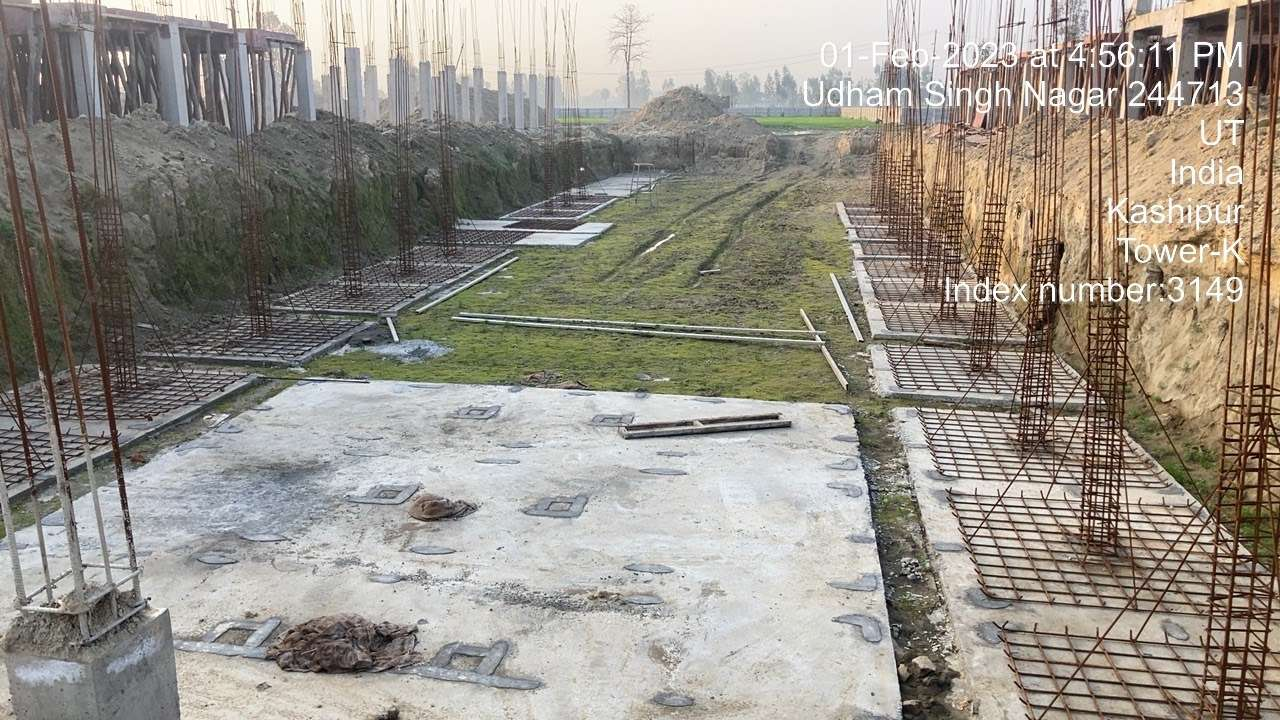 01-Feb-2023 at 4:56:11 PM
Udham Singh Nagar 244713
UT
India
Kashipur
Tower-K
Index number:3149